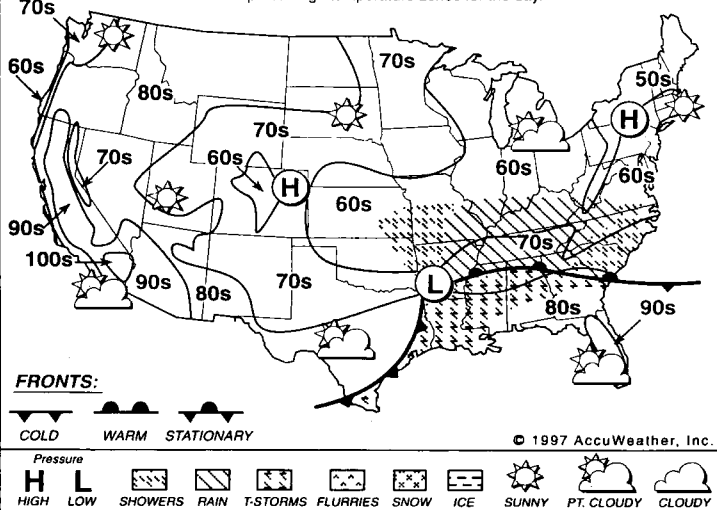 70s
60s
80s
70s
70s
50s
H
70s
60s
H
60s
60s
60s
90s
100s
90s
80s
70s
70s
L
80s
90s
FRONTS:
COLD WARM STATIONARY
© 1997 AccuWeather, Inc.
Pressure
H L
HIGH LOW SHOWERS RAIN T-STORMS FLURRIES SNOW ICE SUNNY PT. CLOUDY CLOUDY